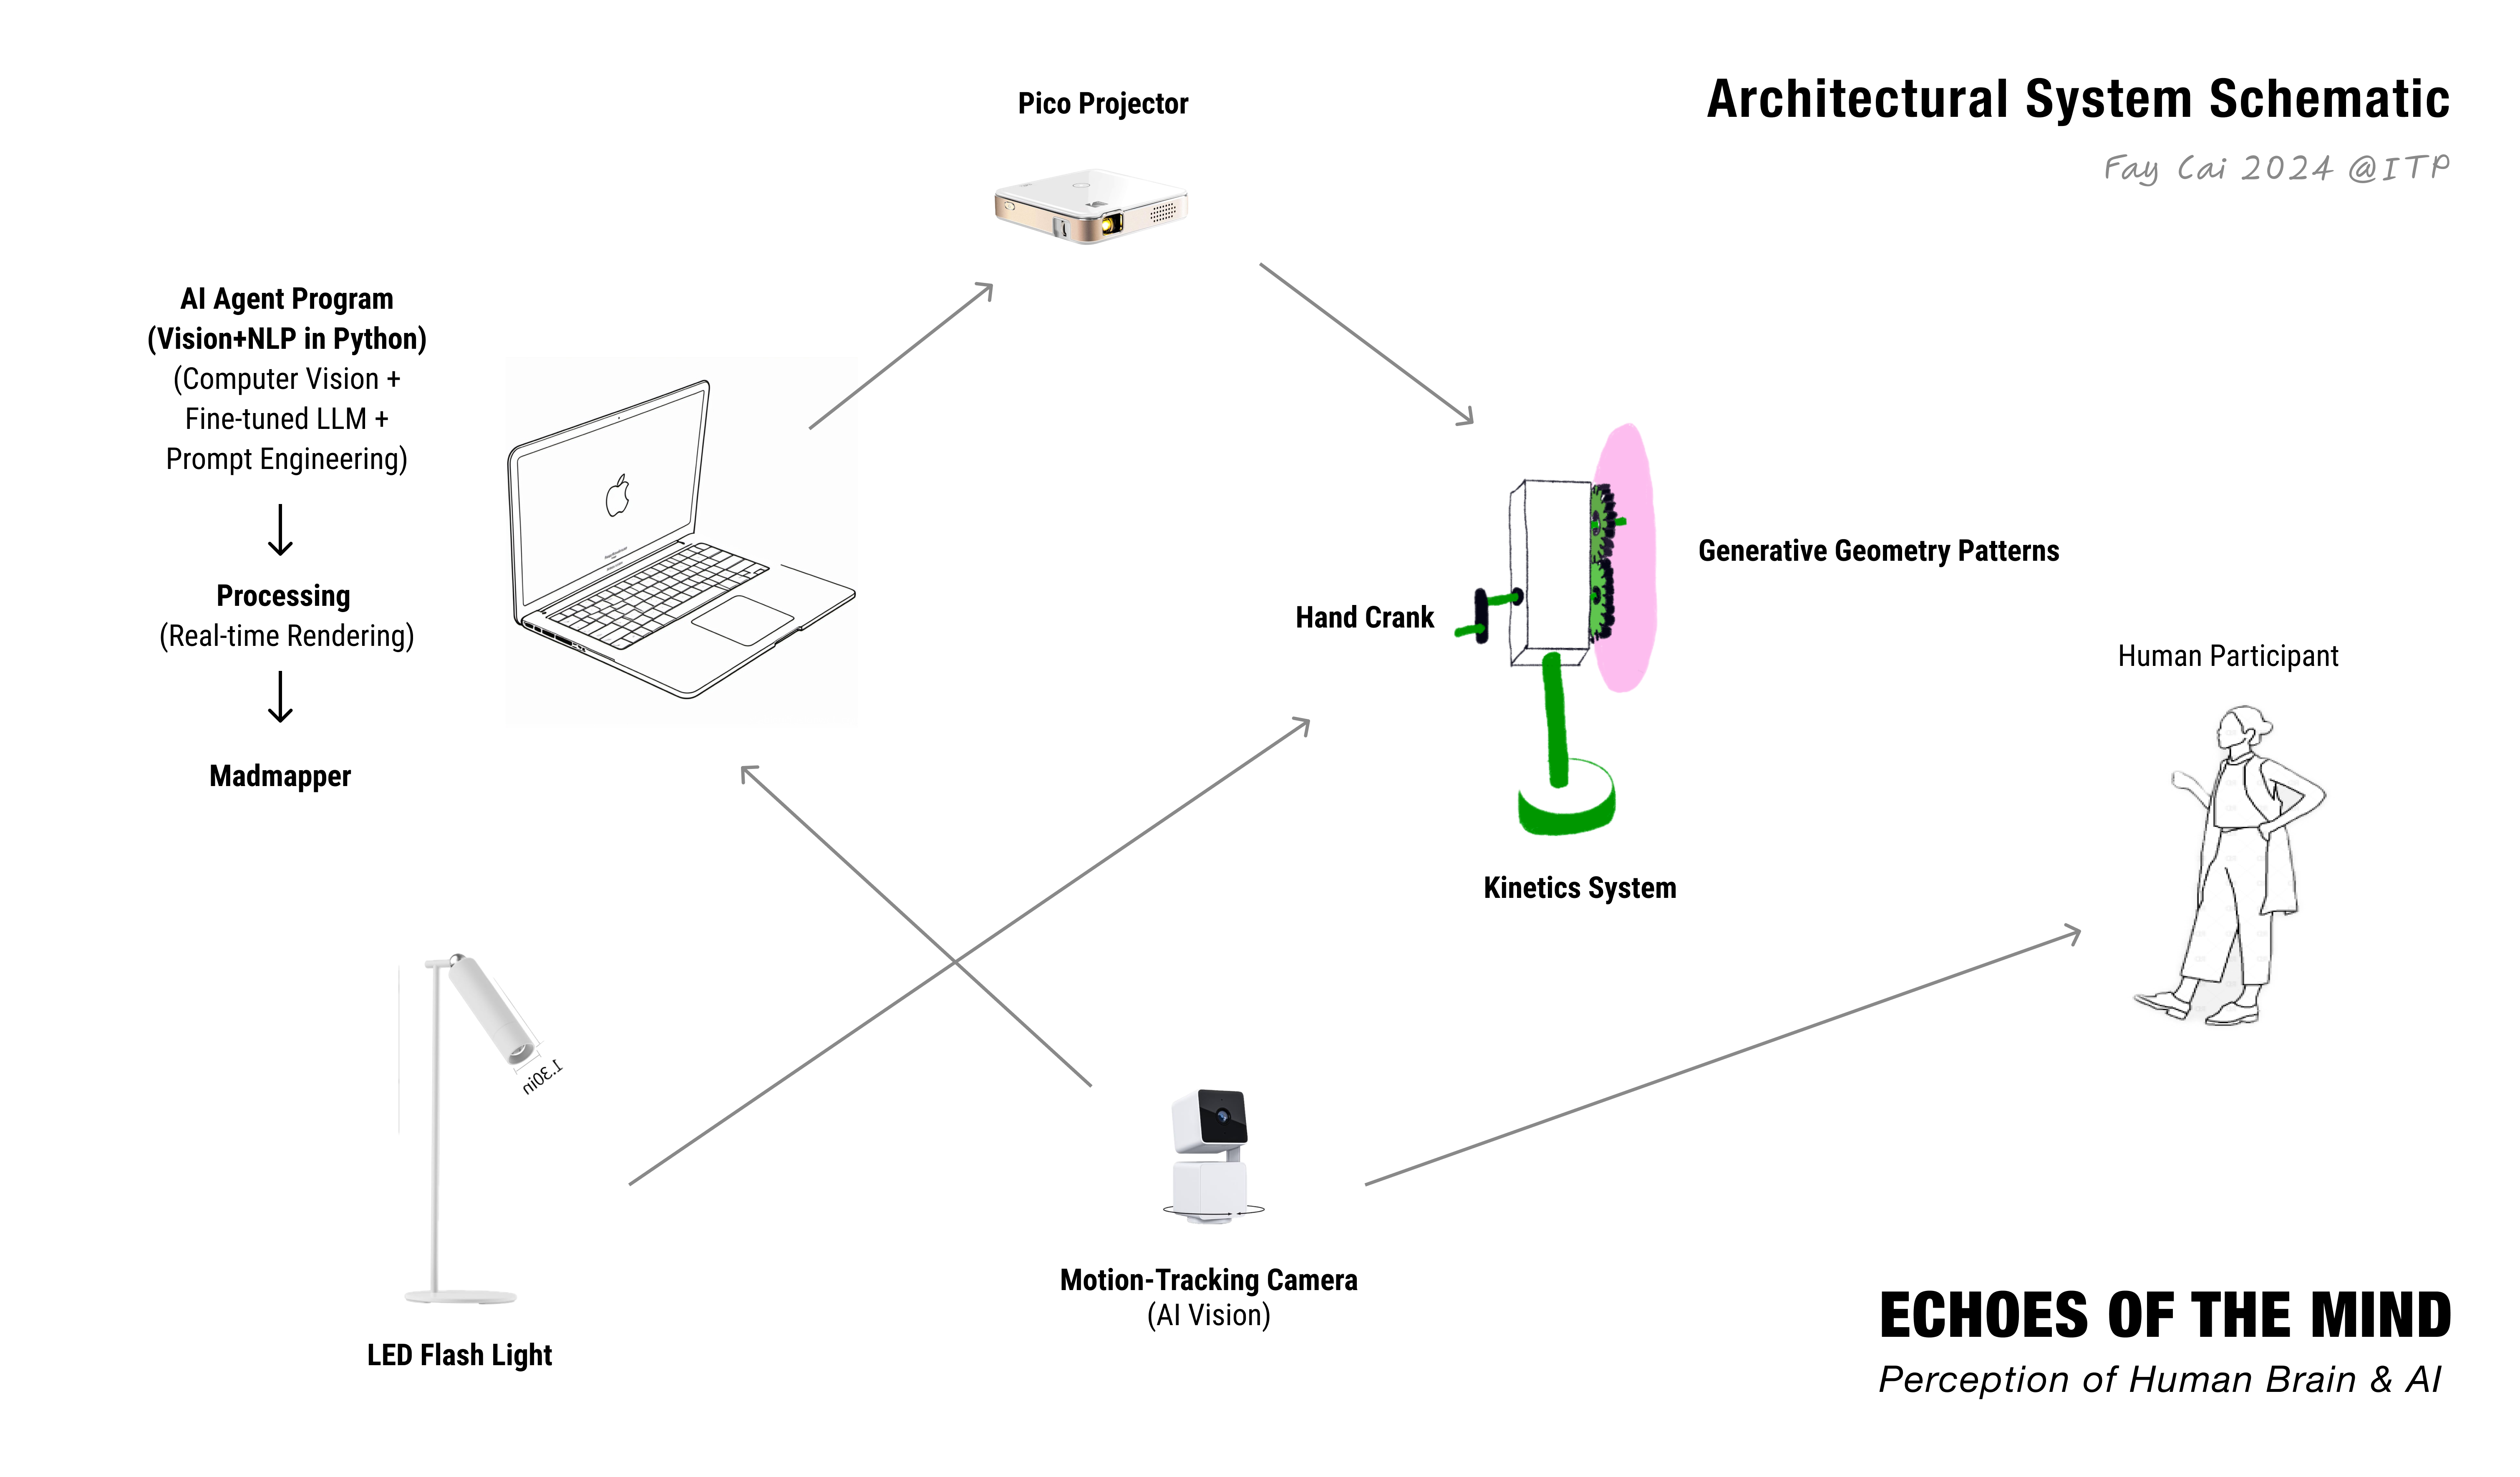 Architectural System Schematic
Fay Cai 2024 @ITP
Pico Projector
AI Agent Program
(Vision+NLP in Python)
(Computer Vision +
Fine-tuned LLM +
Prompt Engineering)
Processing
(Real-time Rendering)
Madmapper
Generative Geometry Patterns
Hand Crank
Human Participant
Kinetics System
1.30in
Motion-Tracking Camera
(AI Vision)
LED Flash Light
ECHOES OF THE MIND
Perception of Human Brain & AI